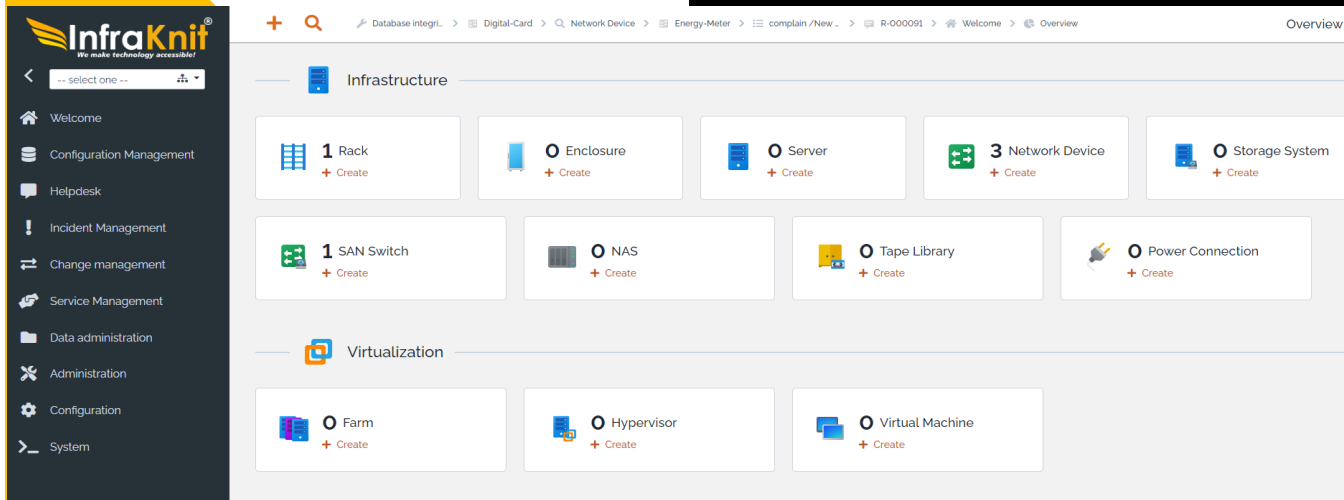 InfraKnit®
We make technology accessible!
-- select one --
Welcome
Configuration Management
Helpdesk
Incident Management
Change management
Service Management
Data administration
Administration
Configuration
System
Database integri… > Digital-Card > Network Device > Energy-Meter > complain /New … > R-000091 > Welcome > Overview
Overview
Infrastructure
1 Rack
+ Create
0 Enclosure
+ Create
0 Server
+ Create
3 Network Device
+ Create
0 Storage System
+ Create
1 SAN Switch
+ Create
0 NAS
+ Create
0 Tape Library
+ Create
0 Power Connection
+ Create
Virtualization
0 Farm
+ Create
0 Hypervisor
+ Create
0 Virtual Machine
+ Create